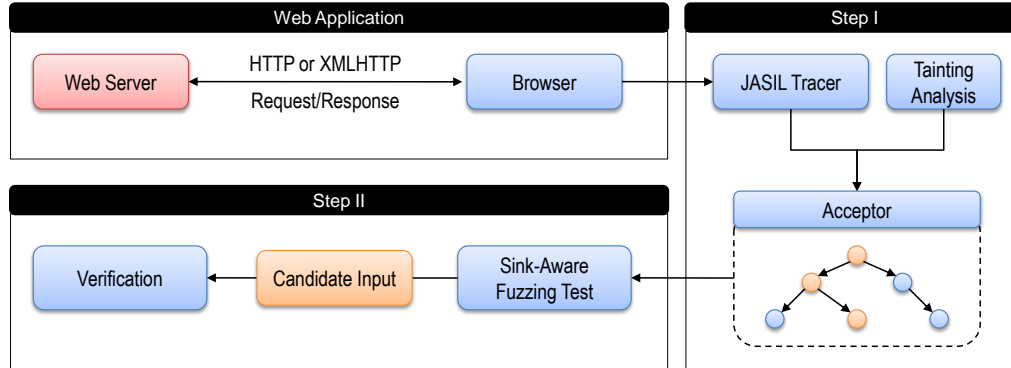 Web Application
Web Server
HTTP or XMLHTTP
Request/Response
Browser
Step I
JASIL Tracer
Tainting
Analysis
Acceptor
Step II
Verification
Candidate Input
Sink-Aware
Fuzzing Test